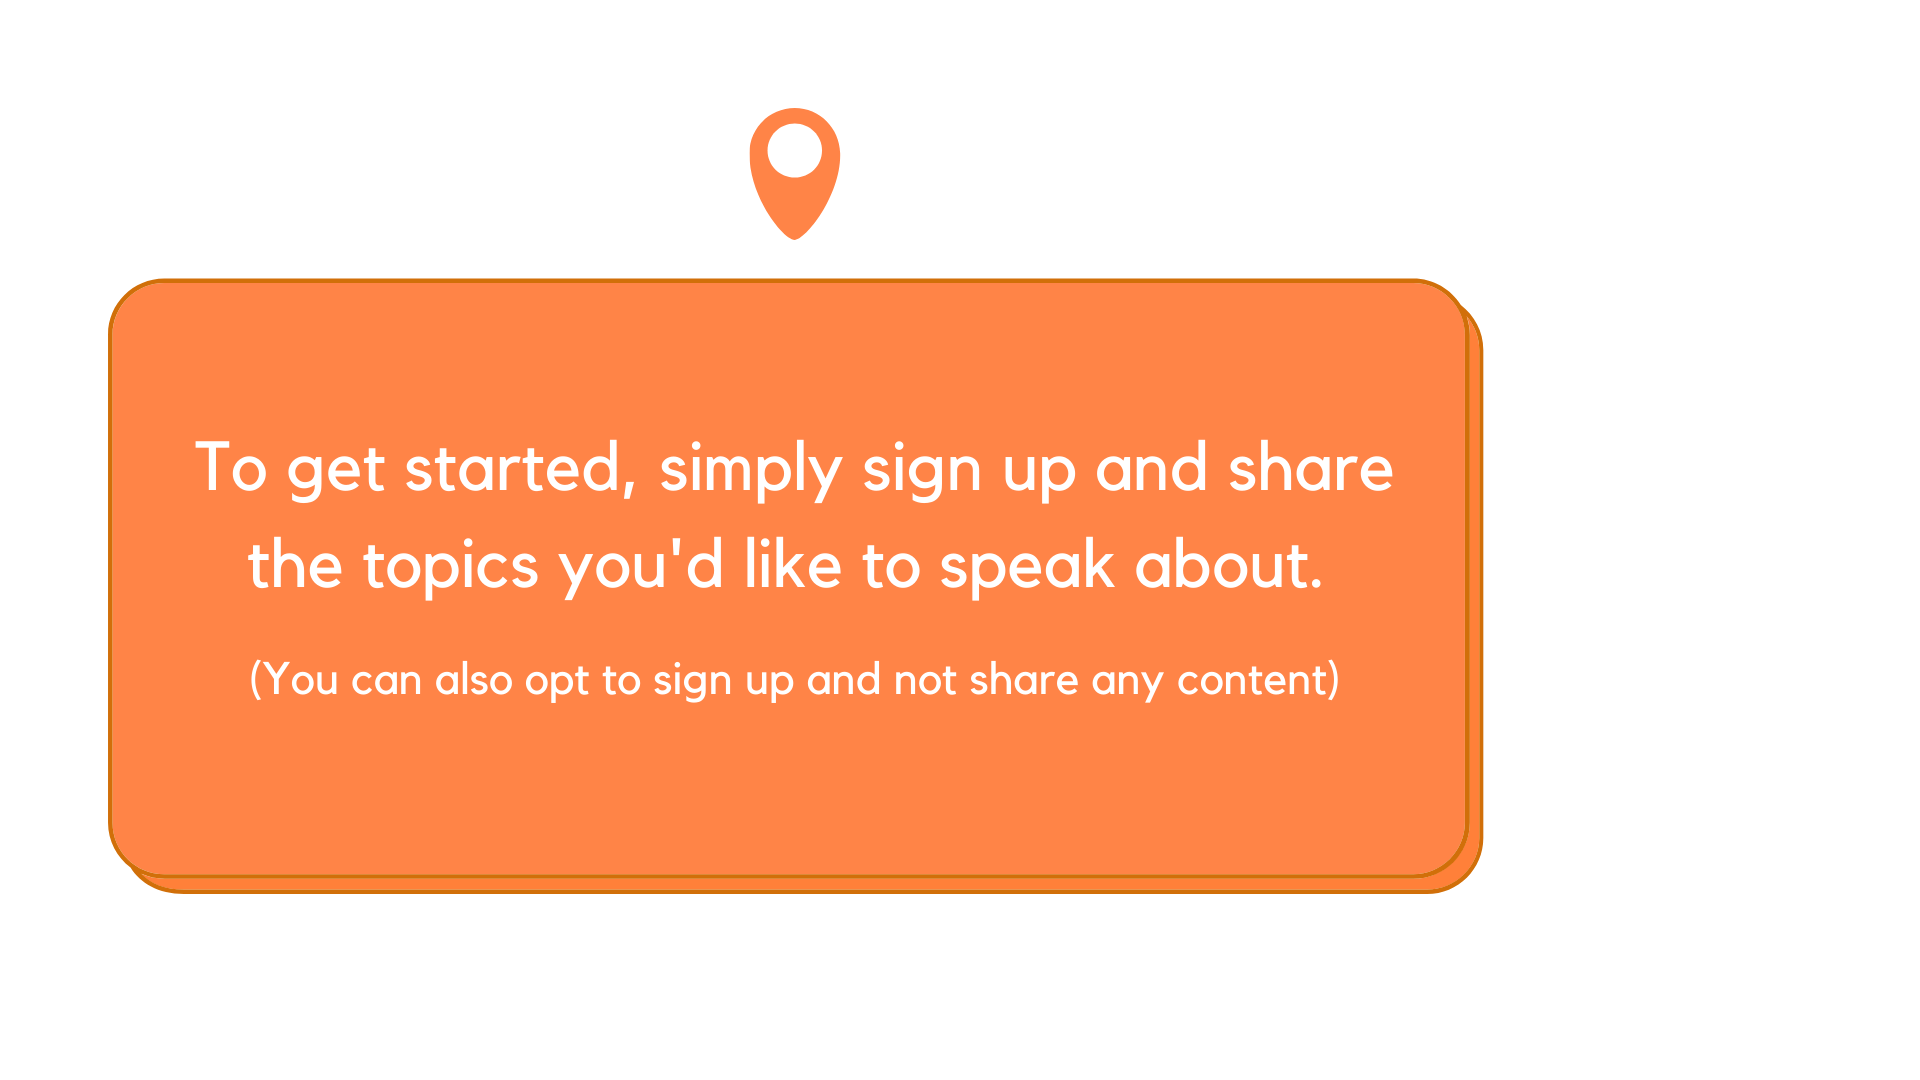 To get started, simply sign up and share
the topics you'd like to speak about.
(You can also opt to sign up and not share any content)